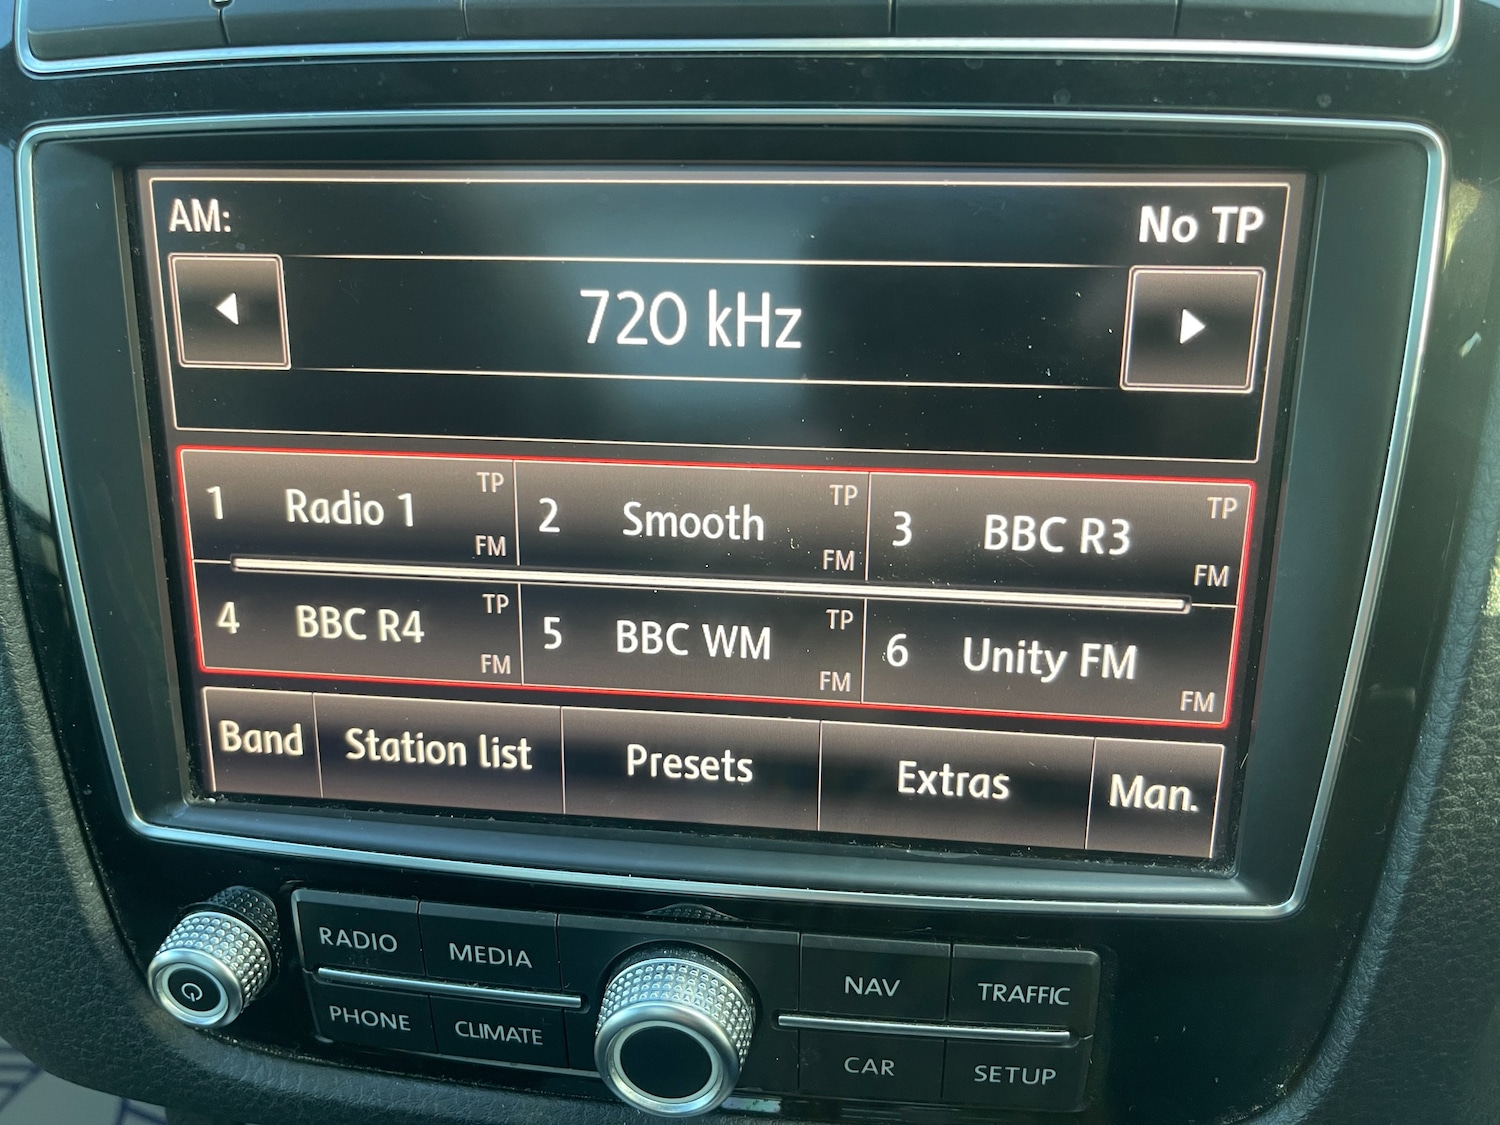 AM: No TP
720 kHz
1 Radio 1 TP FM
2 Smooth TP FM
3 BBC R3 TP FM
4 BBC R4 TP FM
5 BBC WM TP FM
6 Unity FM FM
Band Station list Presets Extras Man.
RADIO MEDIA NAV TRAFFIC
PHONE CLIMATE CAR SETUP